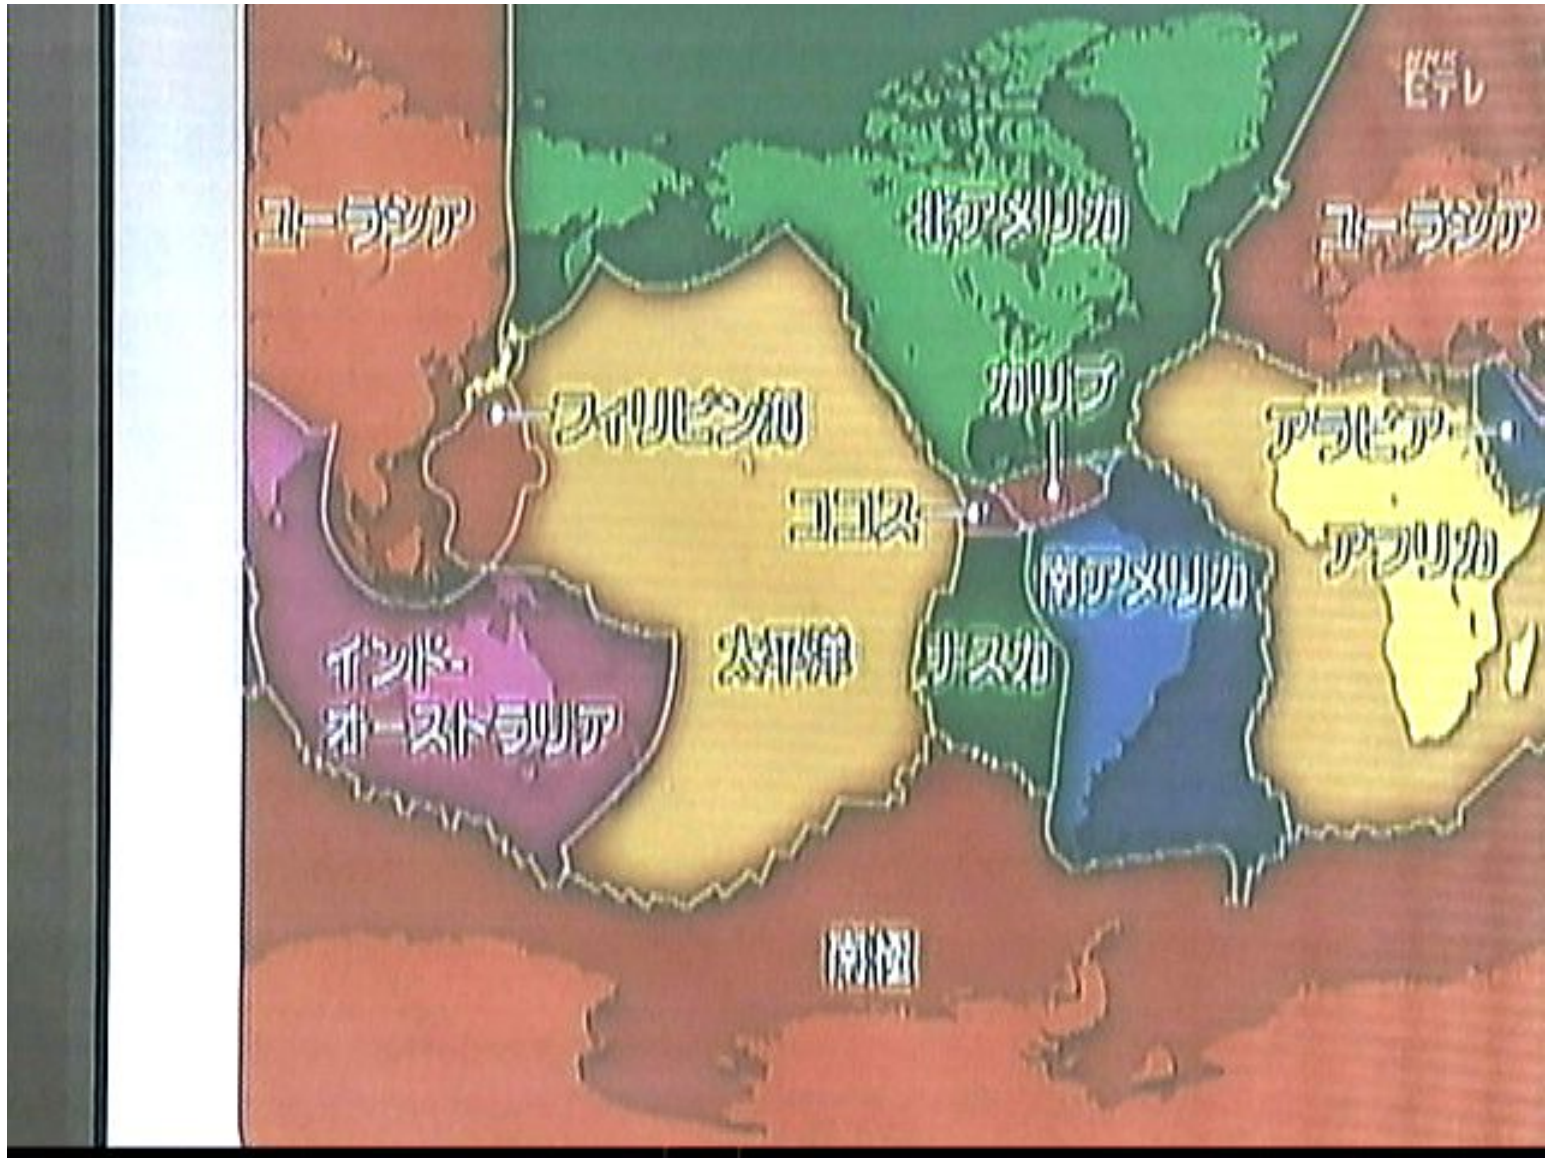 NHK
Eテレ
ユーラシア
北アメリカ
ユーラシア
カリブ
フィリピン海
アラビア
ココス
アフリカ
南アメリカ
インド・
オーストラリア
太平洋
ナスカ
南極